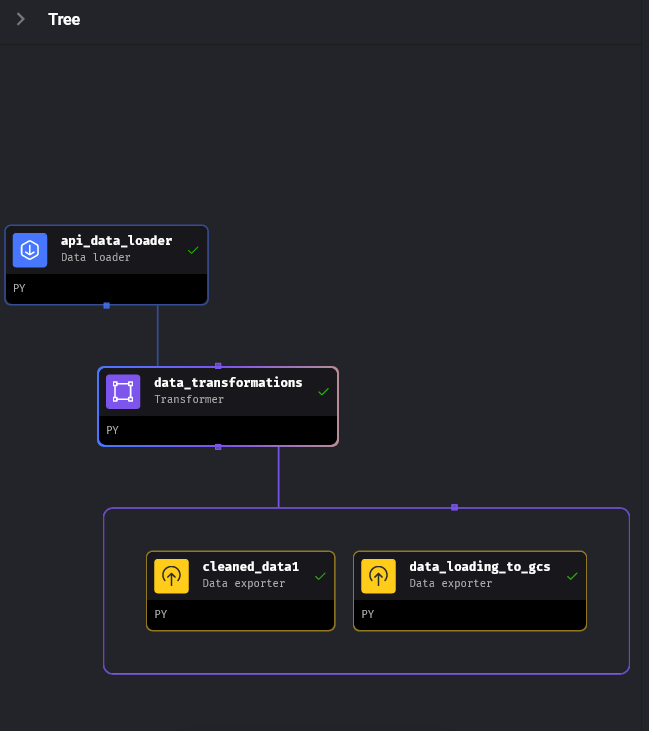 Tree
api_data_loader
Data loader
PY
data_transformations
Transformer
PY
cleaned_data1
Data exporter
PY
data_loading_to_gcs
Data exporter
PY